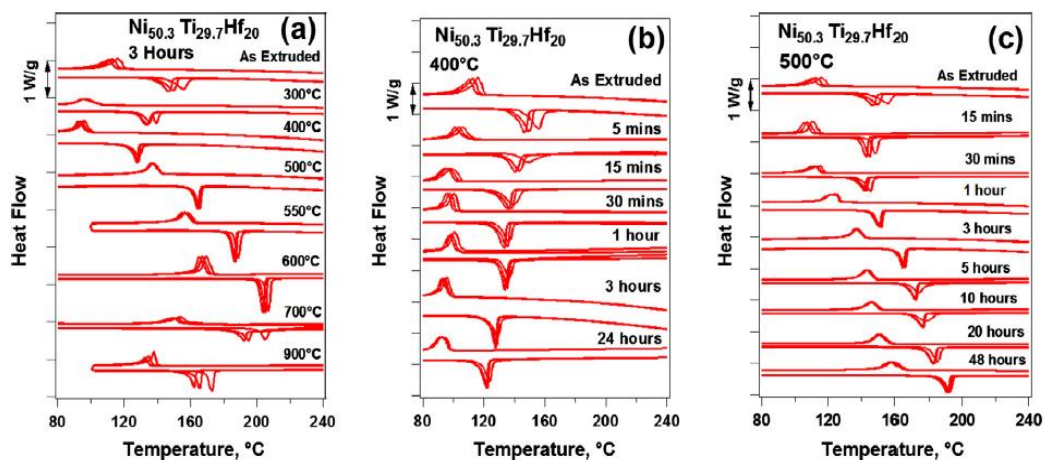 Ni50.3 Ti29.7Hf20 (a)
3 Hours
As Extruded
1 W/g
300°C
400°C
500°C
550°C
600°C
700°C
900°C
Heat Flow
80 120 160 200 240
Temperature, °C
Ni50.3 Ti29.7Hf20
(b)
400°C
As Extruded
1 W/g
5 mins
15 mins
30 mins
1 hour
3 hours
24 hours
Heat Flow
80 120 160 200 240
Temperature, °C
Ni50.3 Ti29.7Hf20 (c)
500°C
As Extruded
1 W/g
15 mins
30 mins
1 hour
3 hours
5 hours
10 hours
20 hours
48 hours
Heat Flow
80 120 160 200 240
Temperature, °C